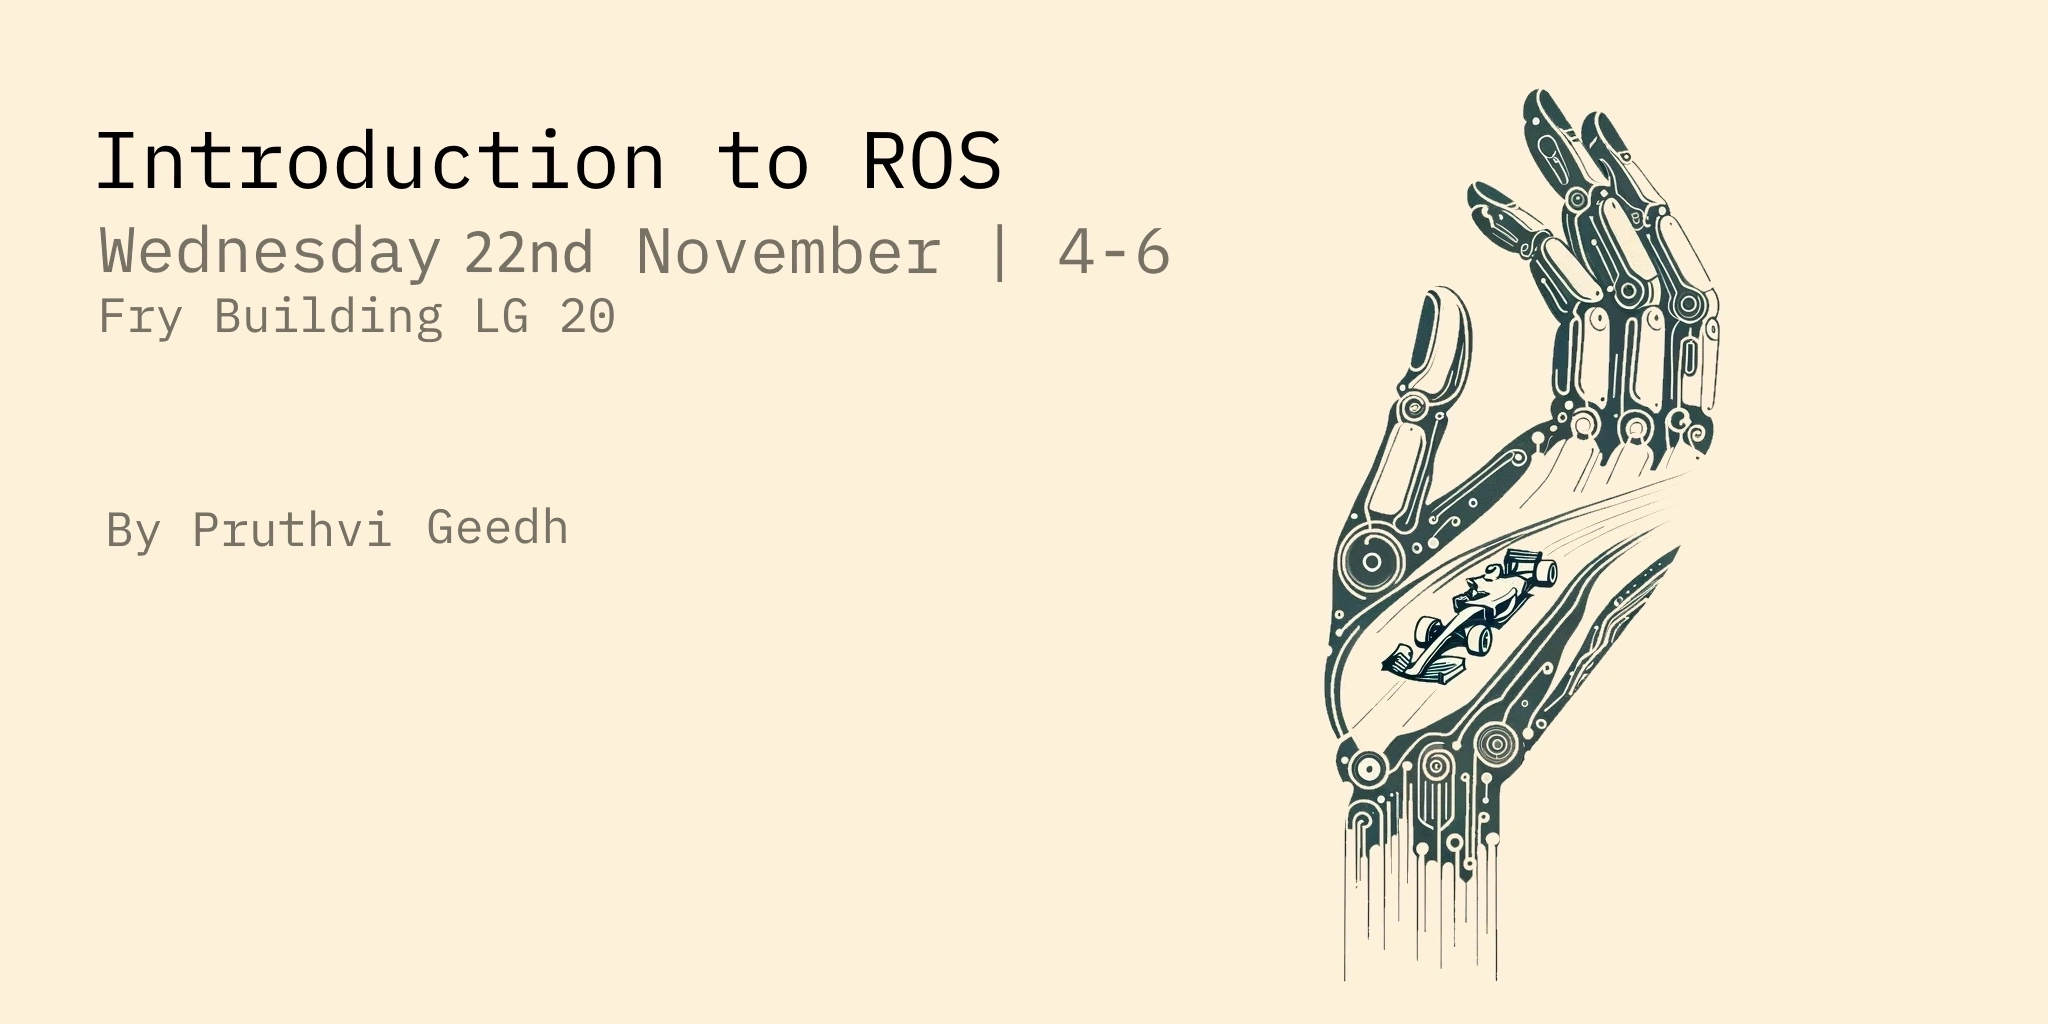 Introduction to ROS
Wednesday 22nd November | 4-6
Fry Building LG 20
By Pruthvi Geedh